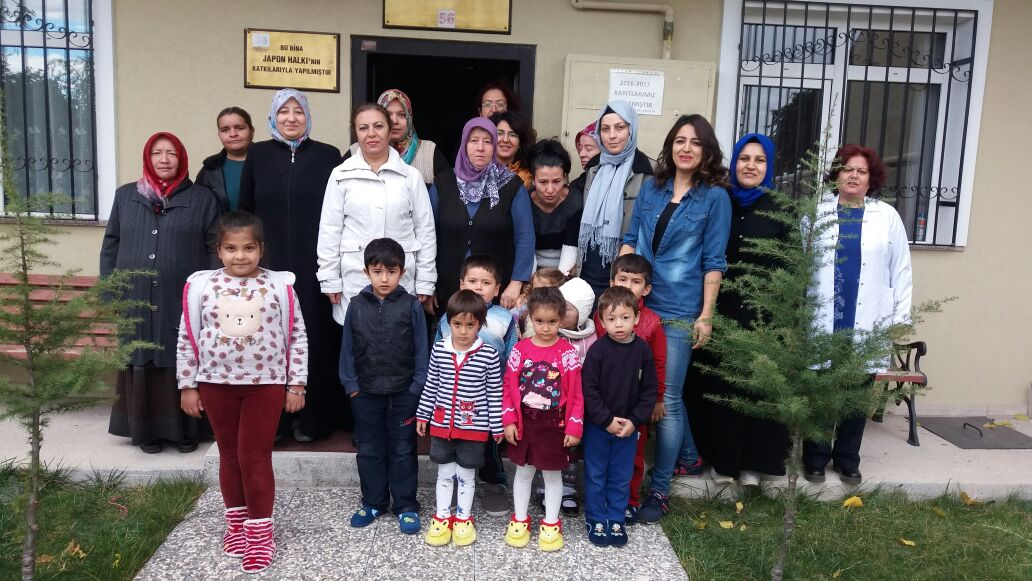 56
BU BİNA
JAPON HALKI'NIN
KATKILARIYLA YAPILMIŞTIR
2016-2017
KAYITLARIMIZ